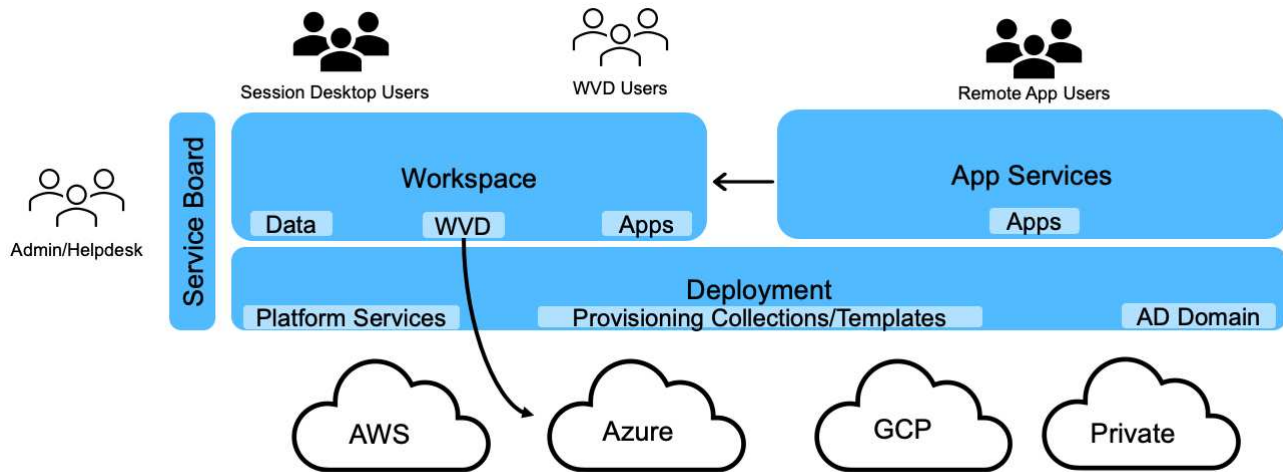 Session Desktop Users
WVD Users
Remote App Users
Admin/Helpdesk
Service Board
Workspace
Data
WVD
Apps
App Services
Apps
Deployment
Platform Services
Provisioning Collections/Templates
AD Domain
AWS
Azure
GCP
Private